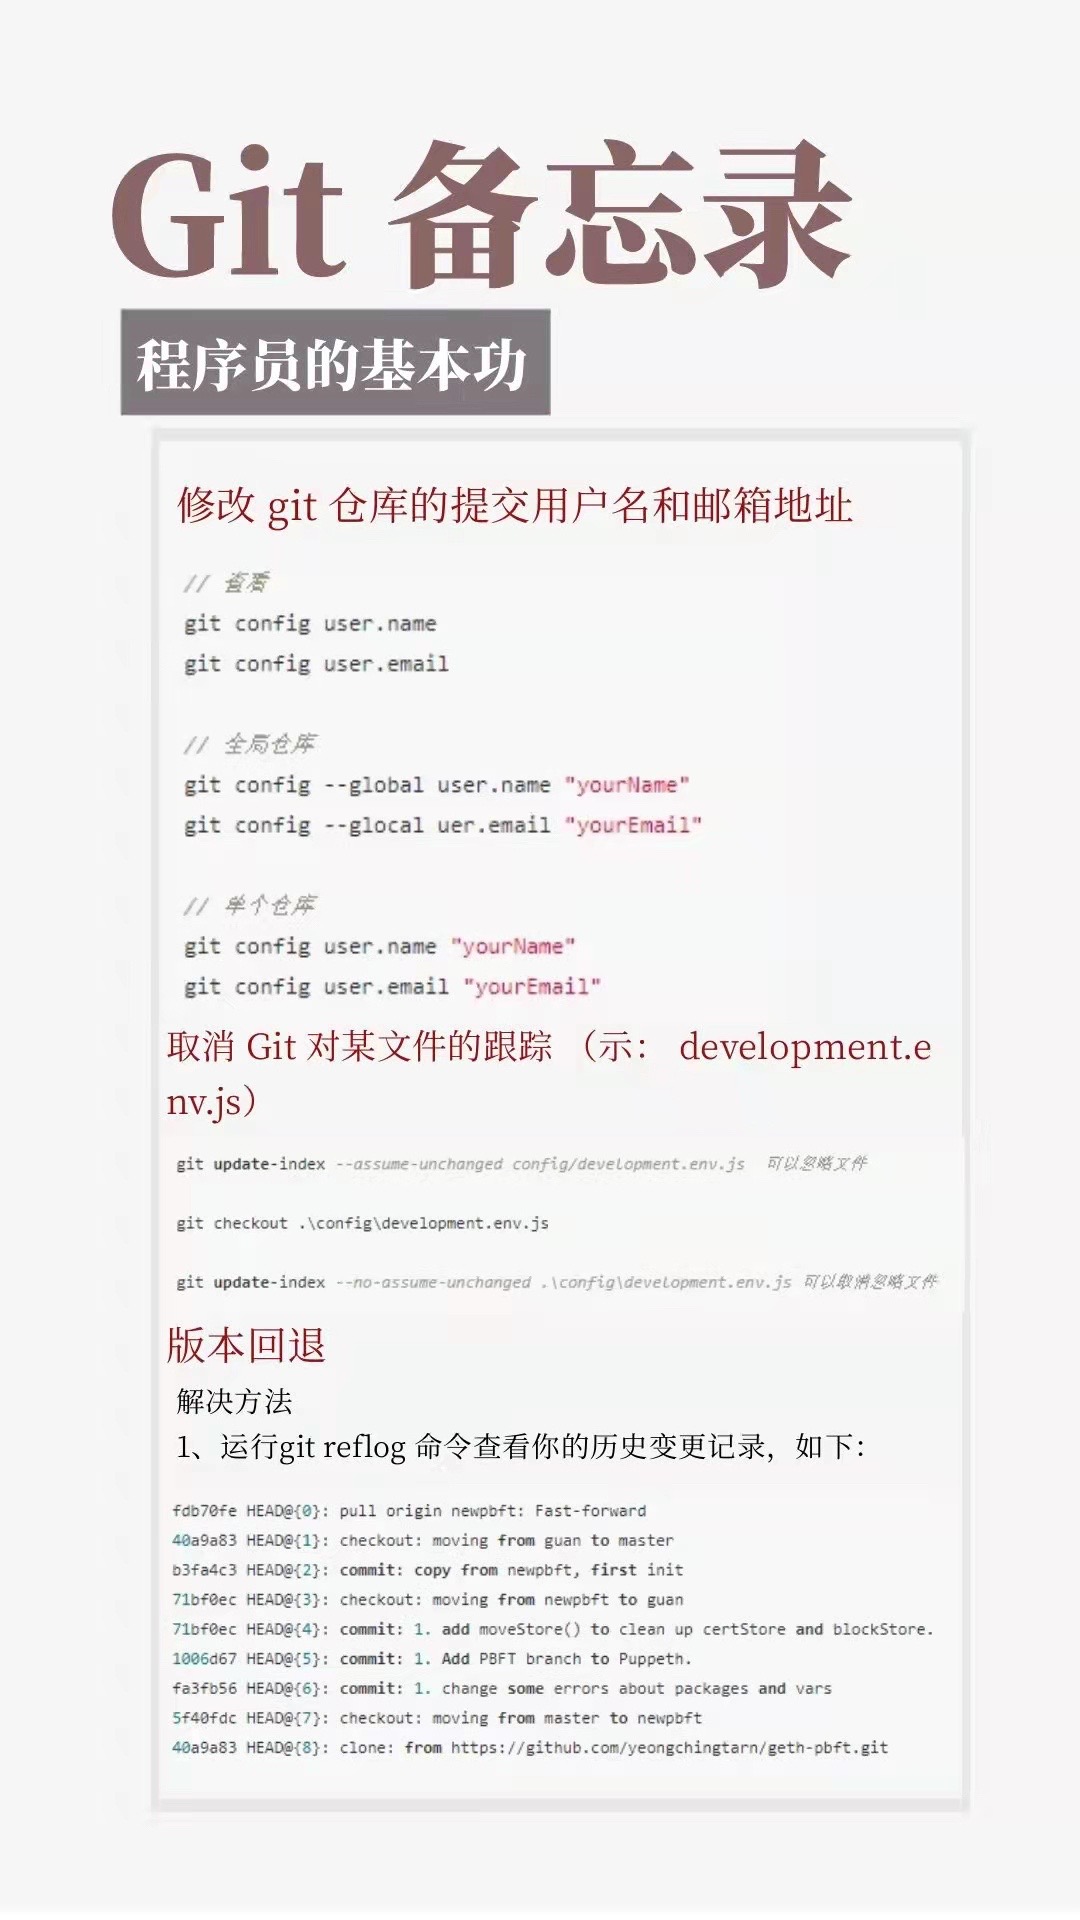 Git 备忘录
程序员的基本功
修改 git 仓库的提交用户名和邮箱地址
// 查看
git config user.name
git config user.email
// 全局仓库
git config --global user.name "yourName"
git config --glocal uer.email "yourEmail"
// 单个仓库
git config user.name "yourName"
git config user.email "yourEmail"
取消 Git 对某文件的跟踪 （示： development.e
nv.js）
git update-index --assume-unchanged config/development.env.js 可以忽略文件
git checkout .\config\development.env.js
git update-index --no-assume-unchanged .\config\development.env.js 可以取消忽略文件
版本回退
解决方法
1、运行git reflog 命令查看你的历史变更记录，如下：
fdb70fe HEAD@{0}: pull origin newpbft: Fast-forward
40a9a83 HEAD@{1}: checkout: moving from guan to master
b3fa4c3 HEAD@{2}: commit: copy from newpbft, first init
71bf0ec HEAD@{3}: checkout: moving from newpbft to guan
71bf0ec HEAD@{4}: commit: 1. add moveStore() to clean up certStore and blockStore.
1006d67 HEAD@{5}: commit: 1. Add PBFT branch to Puppeth.
fa3fb56 HEAD@{6}: commit: 1. change some errors about packages and vars
5f40fdc HEAD@{7}: checkout: moving from master to newpbft
40a9a83 HEAD@{8}: clone: from https://github.com/yeongchingtarn/geth-pbft.git